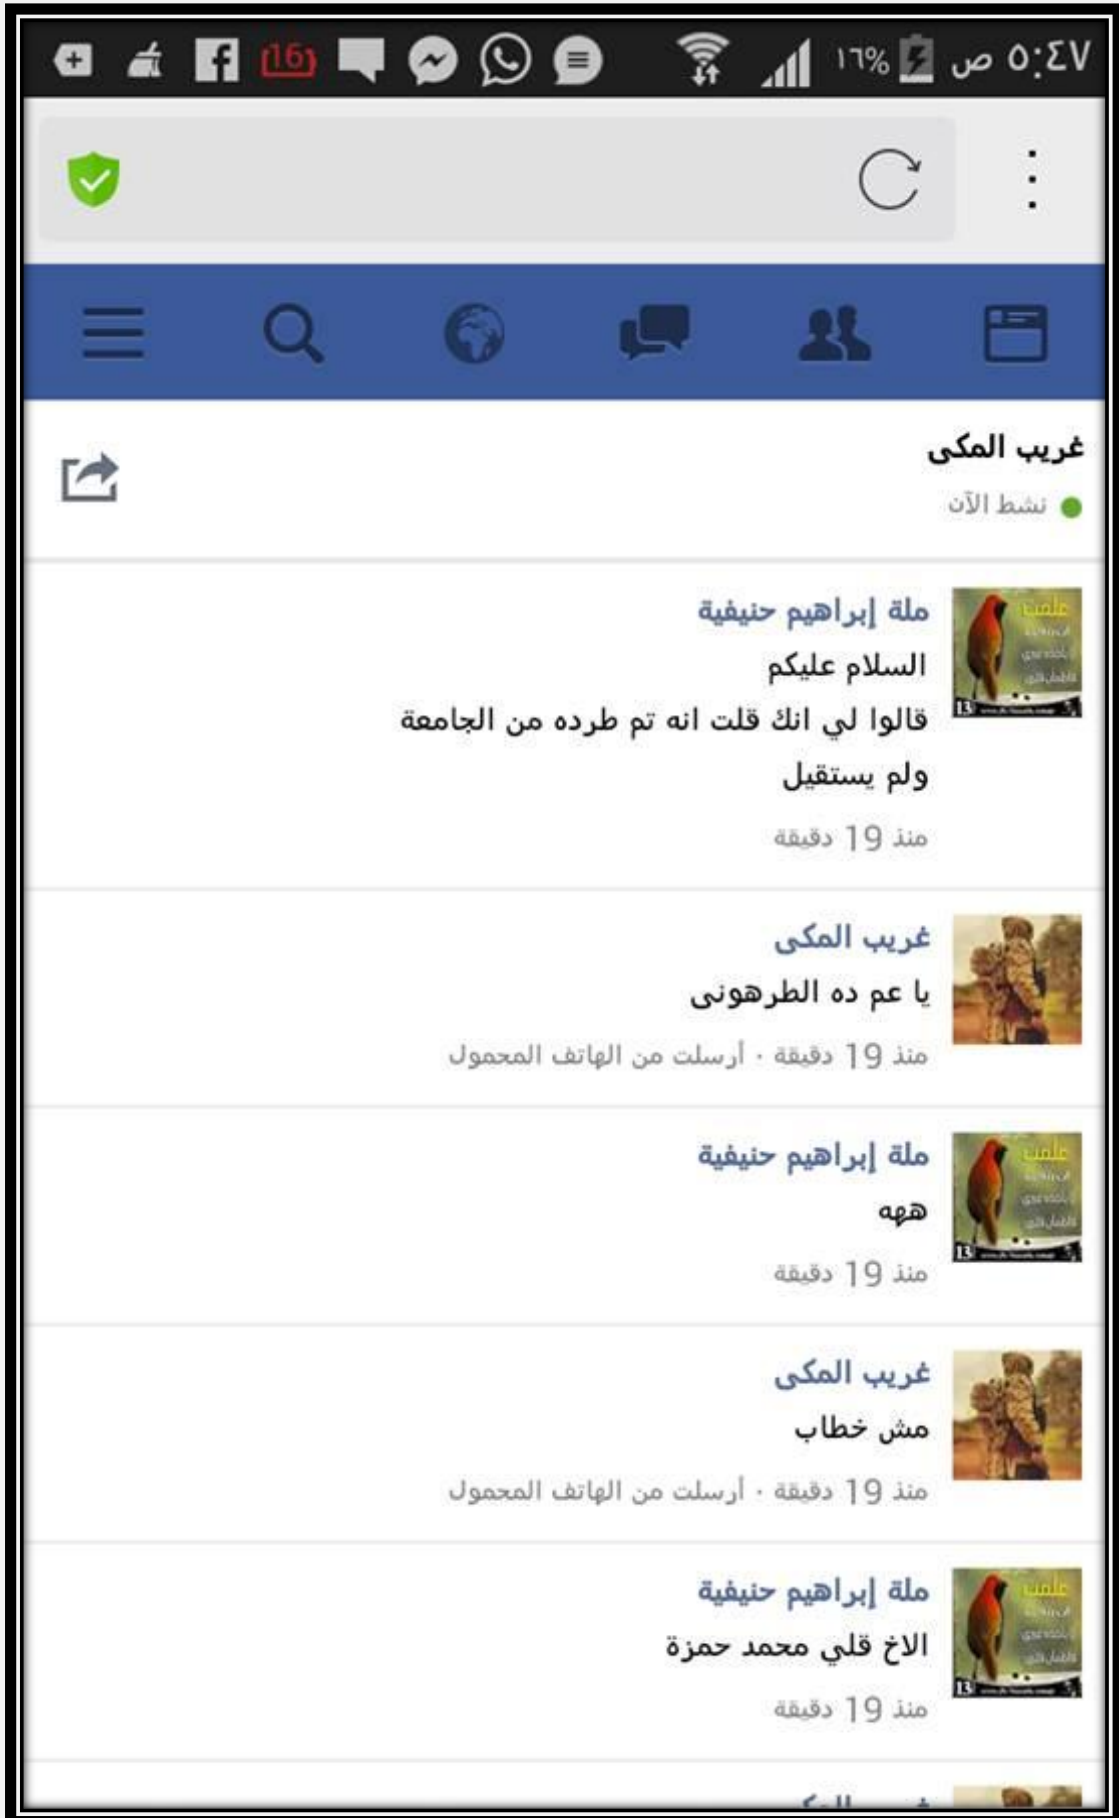 ٥:٤٧ ص
١٦%
16
غريب المكى
نشط الآن
ملة إبراهيم حنيفية
السلام عليكم
قالوا لي انك قلت انه تم طرده من الجامعة
ولم يستقيل
منذ 19 دقيقة
غريب المكى
يا عم ده الطرهونى
منذ 19 دقيقة · أرسلت من الهاتف المحمول
ملة إبراهيم حنيفية
ههه
منذ 19 دقيقة
غريب المكى
مش خطاب
منذ 19 دقيقة · أرسلت من الهاتف المحمول
ملة إبراهيم حنيفية
الاخ قلي محمد حمزة
منذ 19 دقيقة